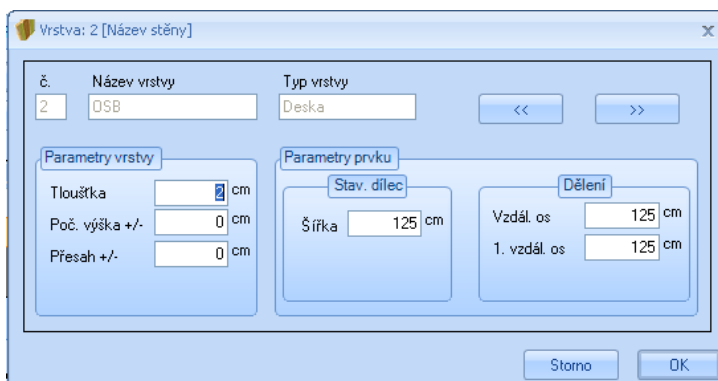 Vrstva: 2 [Název stěny]
č. Název vrstvy Typ vrstvy
2 OSB Deska << >>
Parametry vrstvy Parametry prvku
Stav. dílec Dělení
Tloušťka 2 cm
Poč. výška +/- 0 cm
Přesah +/- 0 cm
Šířka 125 cm
Vzdál. os 125 cm
1. vzdál. os 125 cm
Storno OK